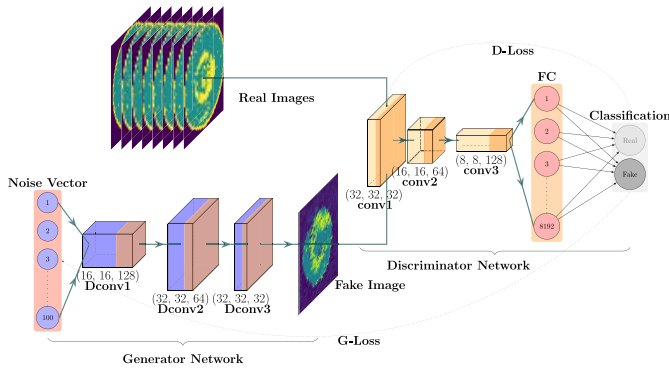 D-Loss
FC
Real Images
1
2
3
8192
Classification
Real
Fake
(32, 32, 32)
conv1
(16, 16, 64)
conv2
(8, 8, 128)
conv3
Discriminator Network
Noise Vector
1
2
3
100
(16, 16, 128)
Dconv1
(32, 32, 64)
Dconv2
(32, 32, 32)
Dconv3
Fake Image
G-Loss
Generator Network